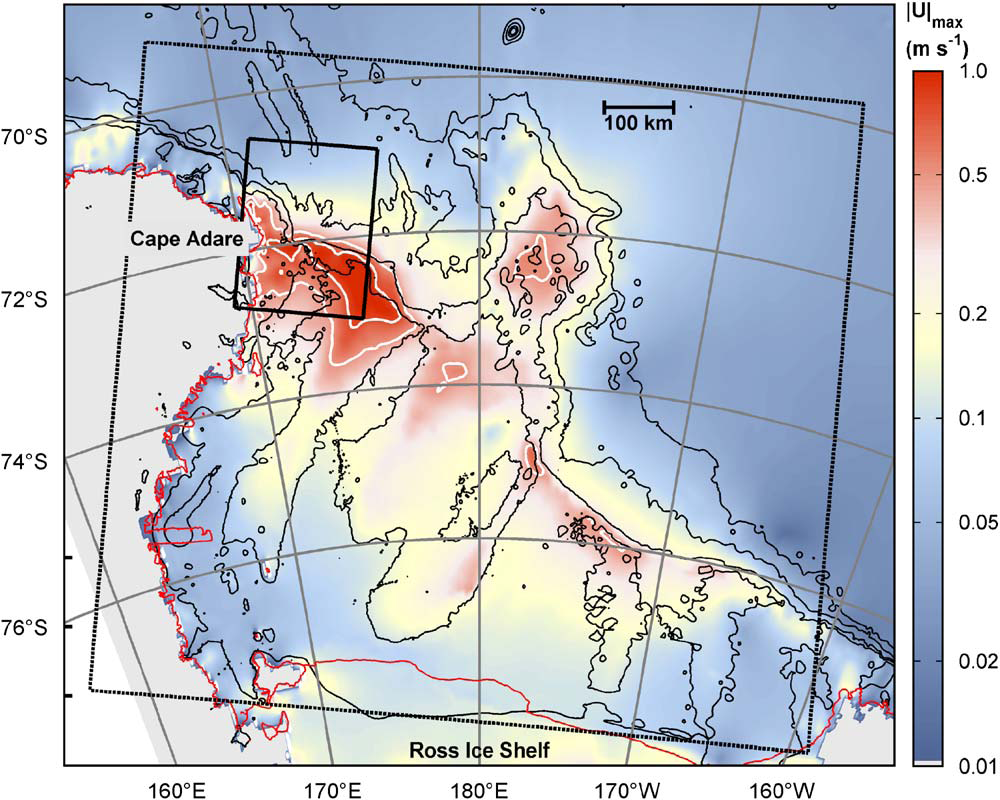 |U|max
(m s-1)
1.0
0.5
0.2
0.1
0.05
0.02
0.01
100 km
70°S
72°S
74°S
76°S
Cape Adare
Ross Ice Shelf
160°E
170°E
180°E
170°W
160°W